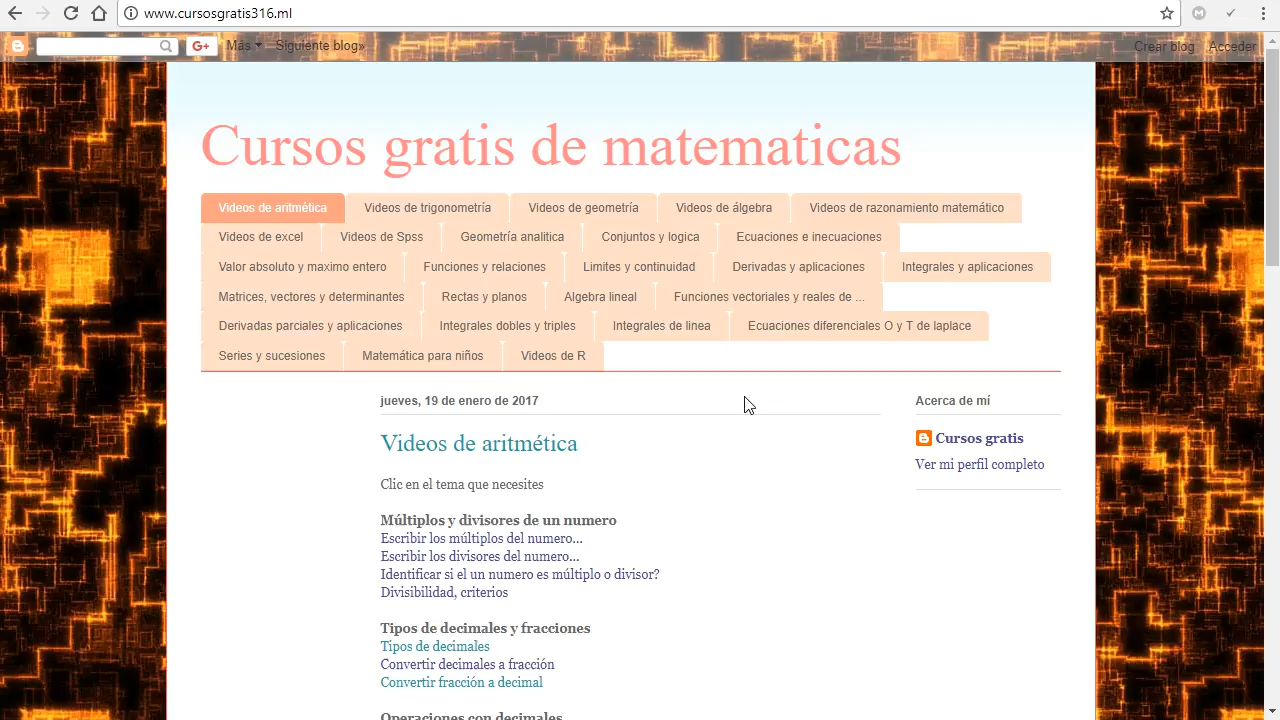 www.cursosgratis316.ml
G+ Más Siguiente blog» Crear blog Acceder
Cursos gratis de matematicas
Videos de aritmética Videos de trigonometría Videos de geometría Videos de álgebra Videos de razonamiento matemático
Videos de excel Videos de Spss Geometría analitica Conjuntos y logica Ecuaciones e inecuaciones
Valor absoluto y maximo entero Funciones y relaciones Limites y continuidad Derivadas y aplicaciones Integrales y aplicaciones
Matrices, vectores y determinantes Rectas y planos Algebra lineal Funciones vectoriales y reales de ...
Derivadas parciales y aplicaciones Integrales dobles y triples Integrales de linea Ecuaciones diferenciales O y T de laplace
Series y sucesiones Matemática para niños Videos de R
jueves, 19 de enero de 2017
Videos de aritmética
Clic en el tema que necesites
Múltiplos y divisores de un numero
Escribir los múltiplos del numero...
Escribir los divisores del numero...
Identificar si el un numero es múltiplo o divisor?
Divisibilidad, criterios
Tipos de decimales y fracciones
Tipos de decimales
Convertir decimales a fracción
Convertir fracción a decimal
Operaciones con decimales
Acerca de mí
Cursos gratis
Ver mi perfil completo